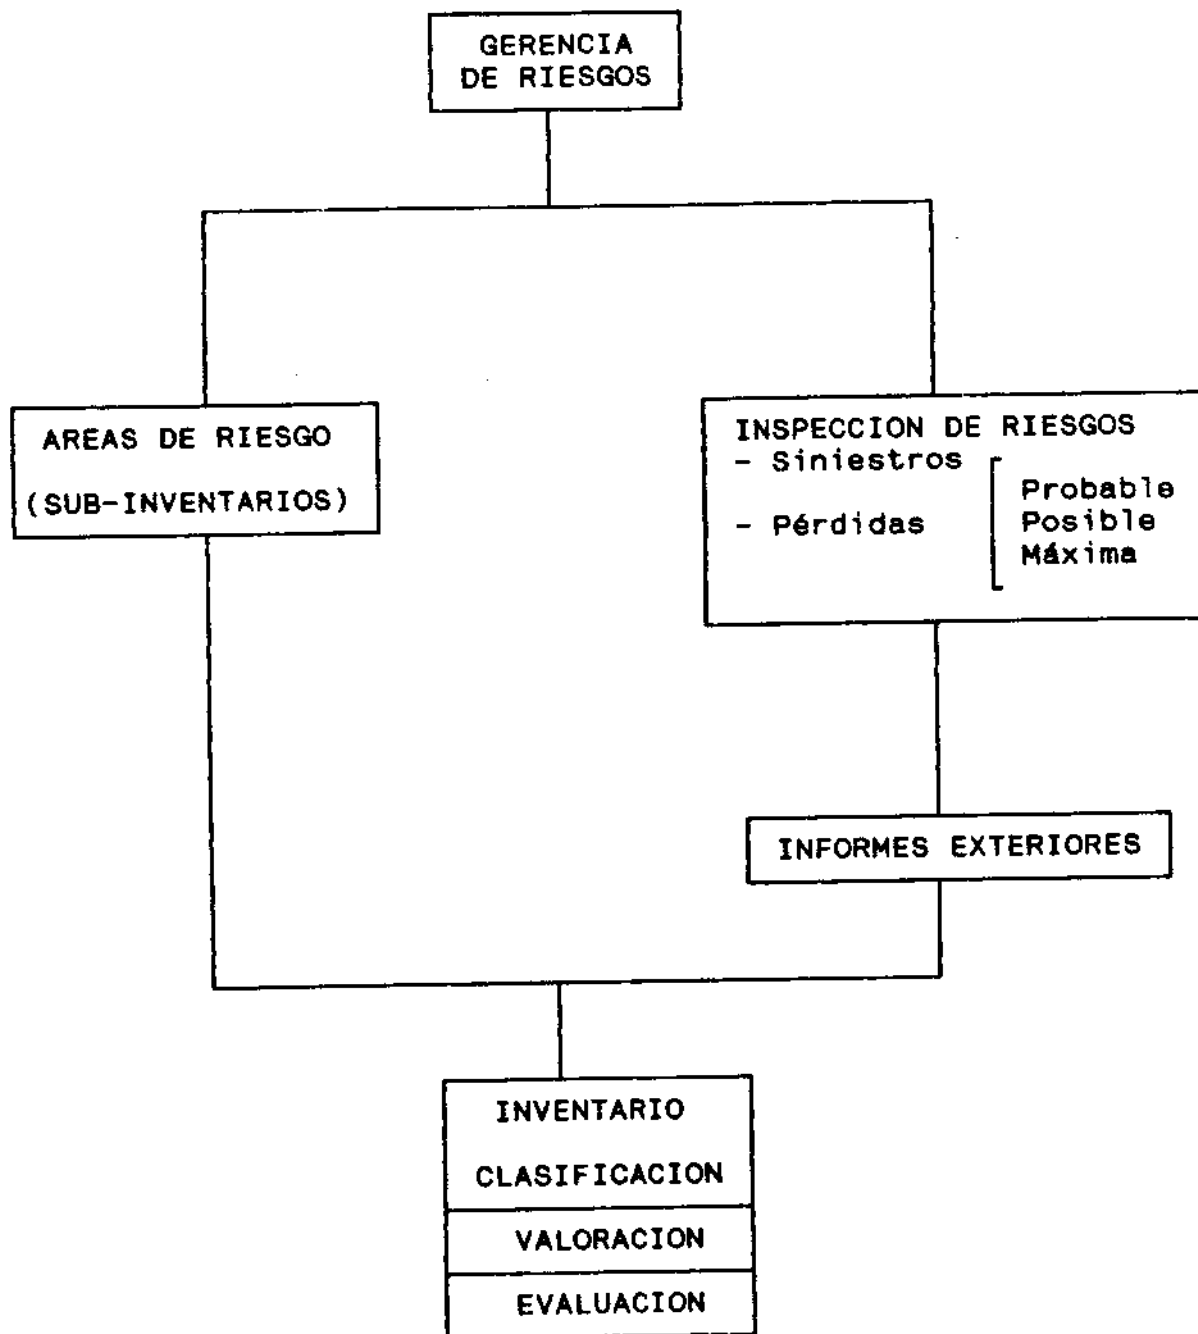 GERENCIA
DE RIESGOS
AREAS DE RIESGO
(SUB-INVENTARIOS)
INSPECCION DE RIESGOS
- Siniestros
- Pérdidas
Probable
Posible
Máxima
INFORMES EXTERIORES
INVENTARIO
CLASIFICACION
VALORACION
EVALUACION